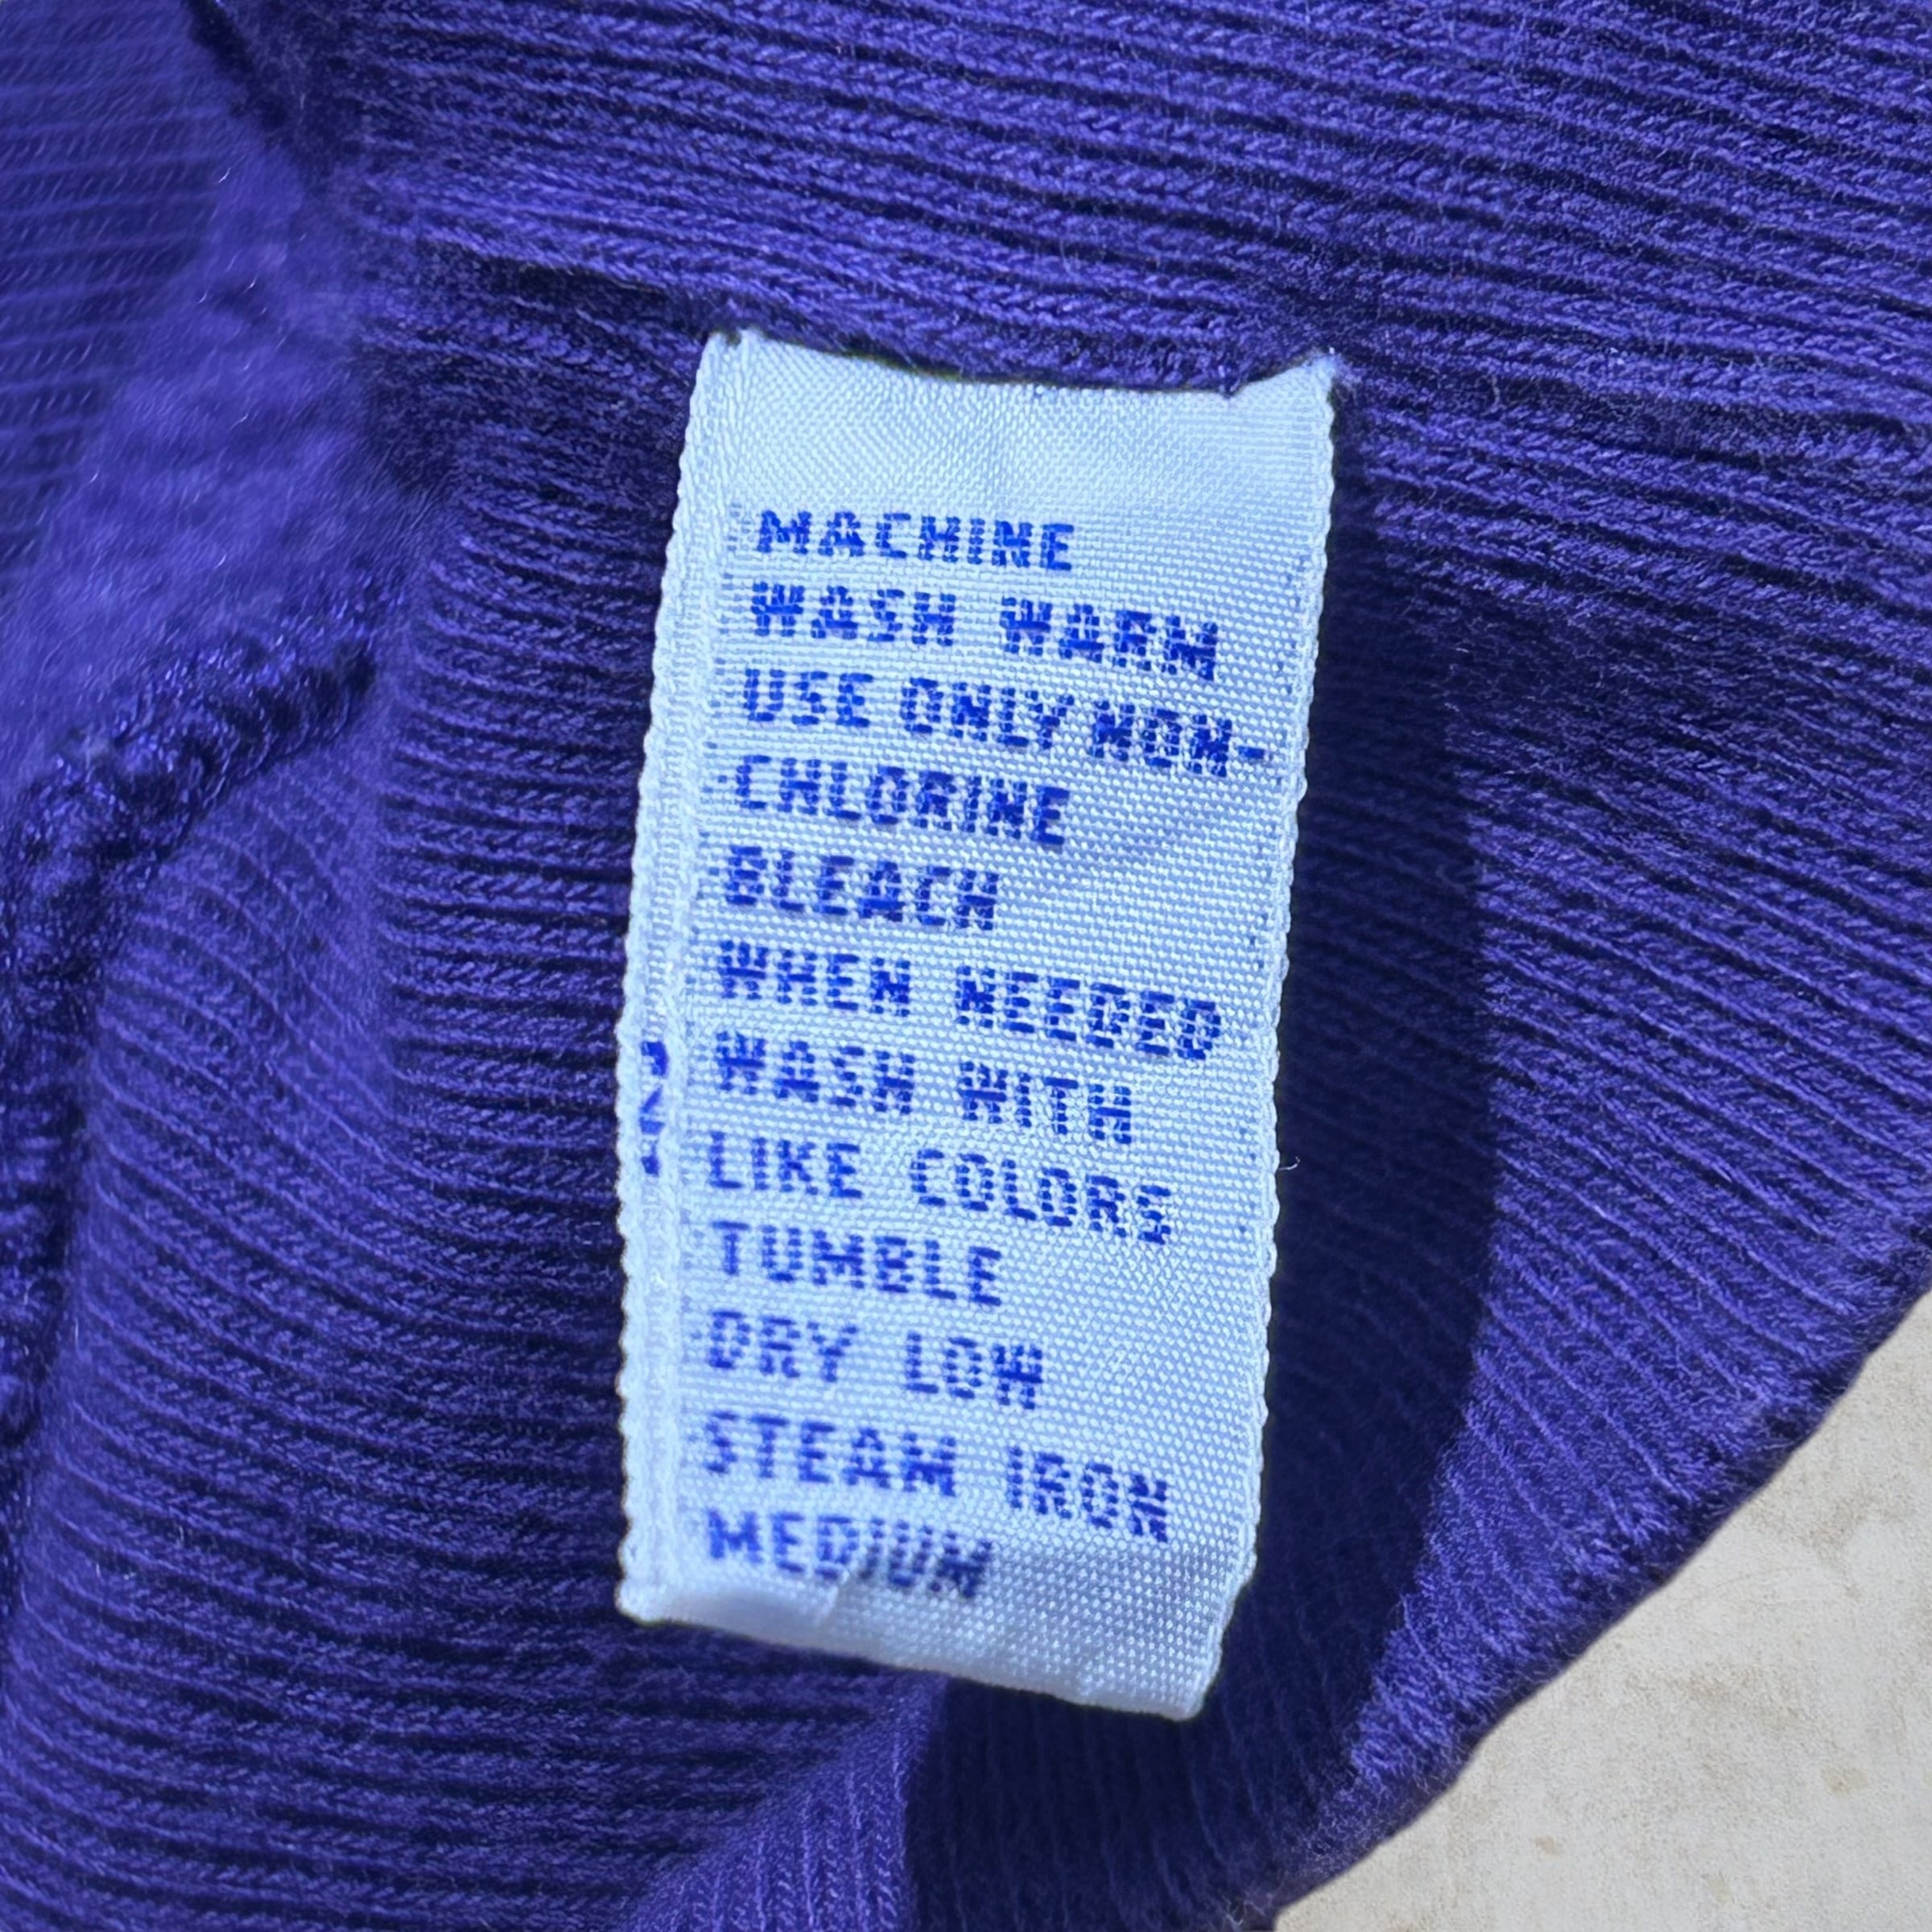 MACHINE
WASH WARM
USE ONLY NON-
CHLORINE
BLEACH
WHEN NEEDED
WASH WITH
LIKE COLORS
TUMBLE
DRY LOW
STEAM IRON
MEDIUM